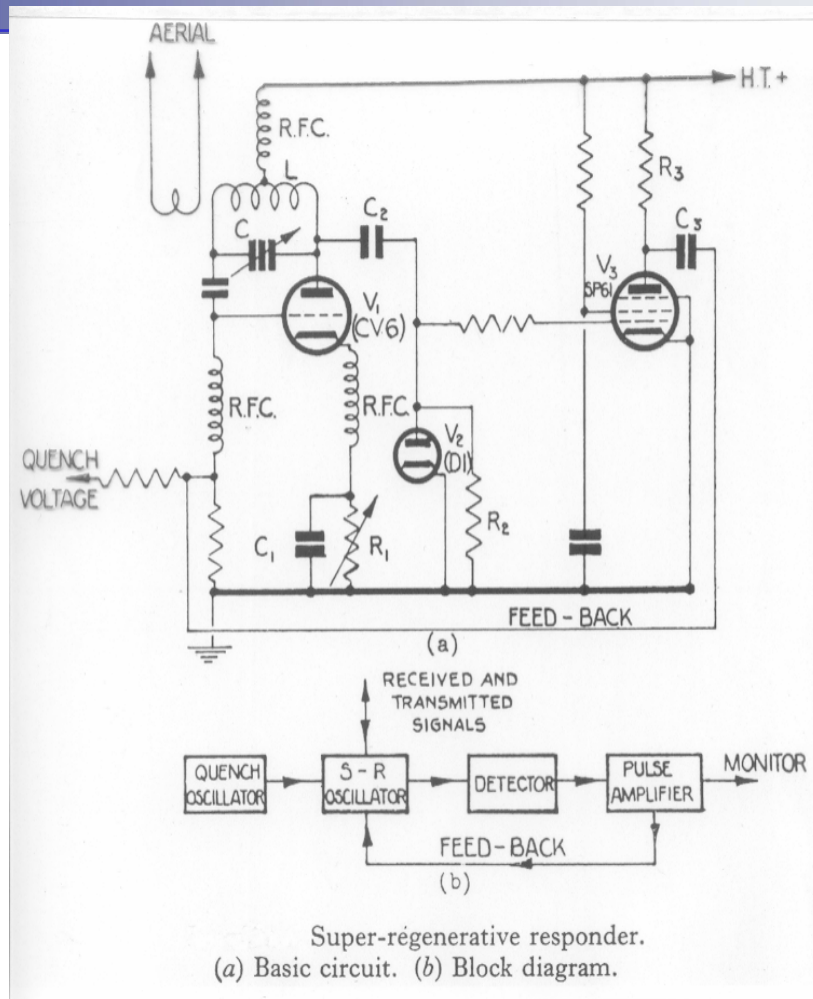 AERIAL
H.T.+
R.F.C.
L
C
C₂
R₃
C₃
V₁
(CV6)
V₃
SP61
R.F.C.
R.F.C.
V₂
(D1)
QUENCH
VOLTAGE
C₁
R₁
R₂
FEED-BACK
(a)
RECEIVED AND
TRANSMITTED
SIGNALS
QUENCH
OSCILLATOR
S-R
OSCILLATOR
DETECTOR
PULSE
AMPLIFIER
MONITOR
FEED-BACK
(b)
Super-regenerative responder.
(a) Basic circuit. (b) Block diagram.